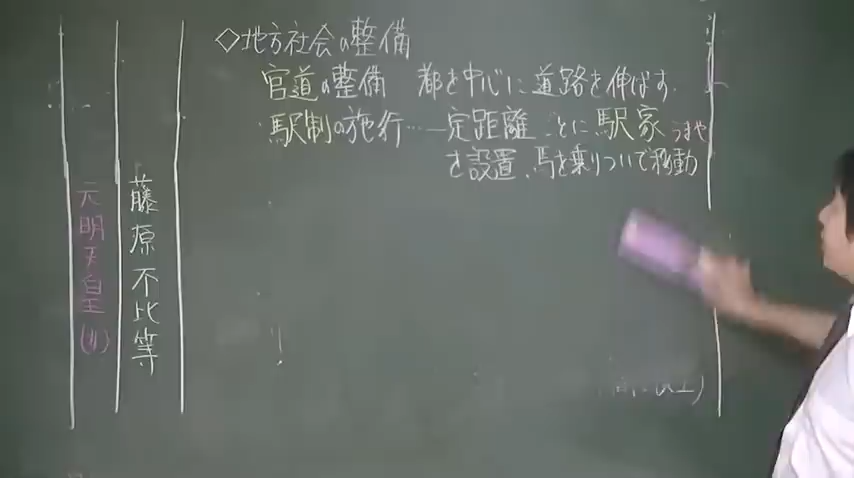 ◇地方社会の整備
官道の整備 都を中心に道路を伸ばす
駅制の施行…一定距離ごとに駅家 うまや
を設置、馬を乗りついで移動
藤原不比等
元明天皇(女)